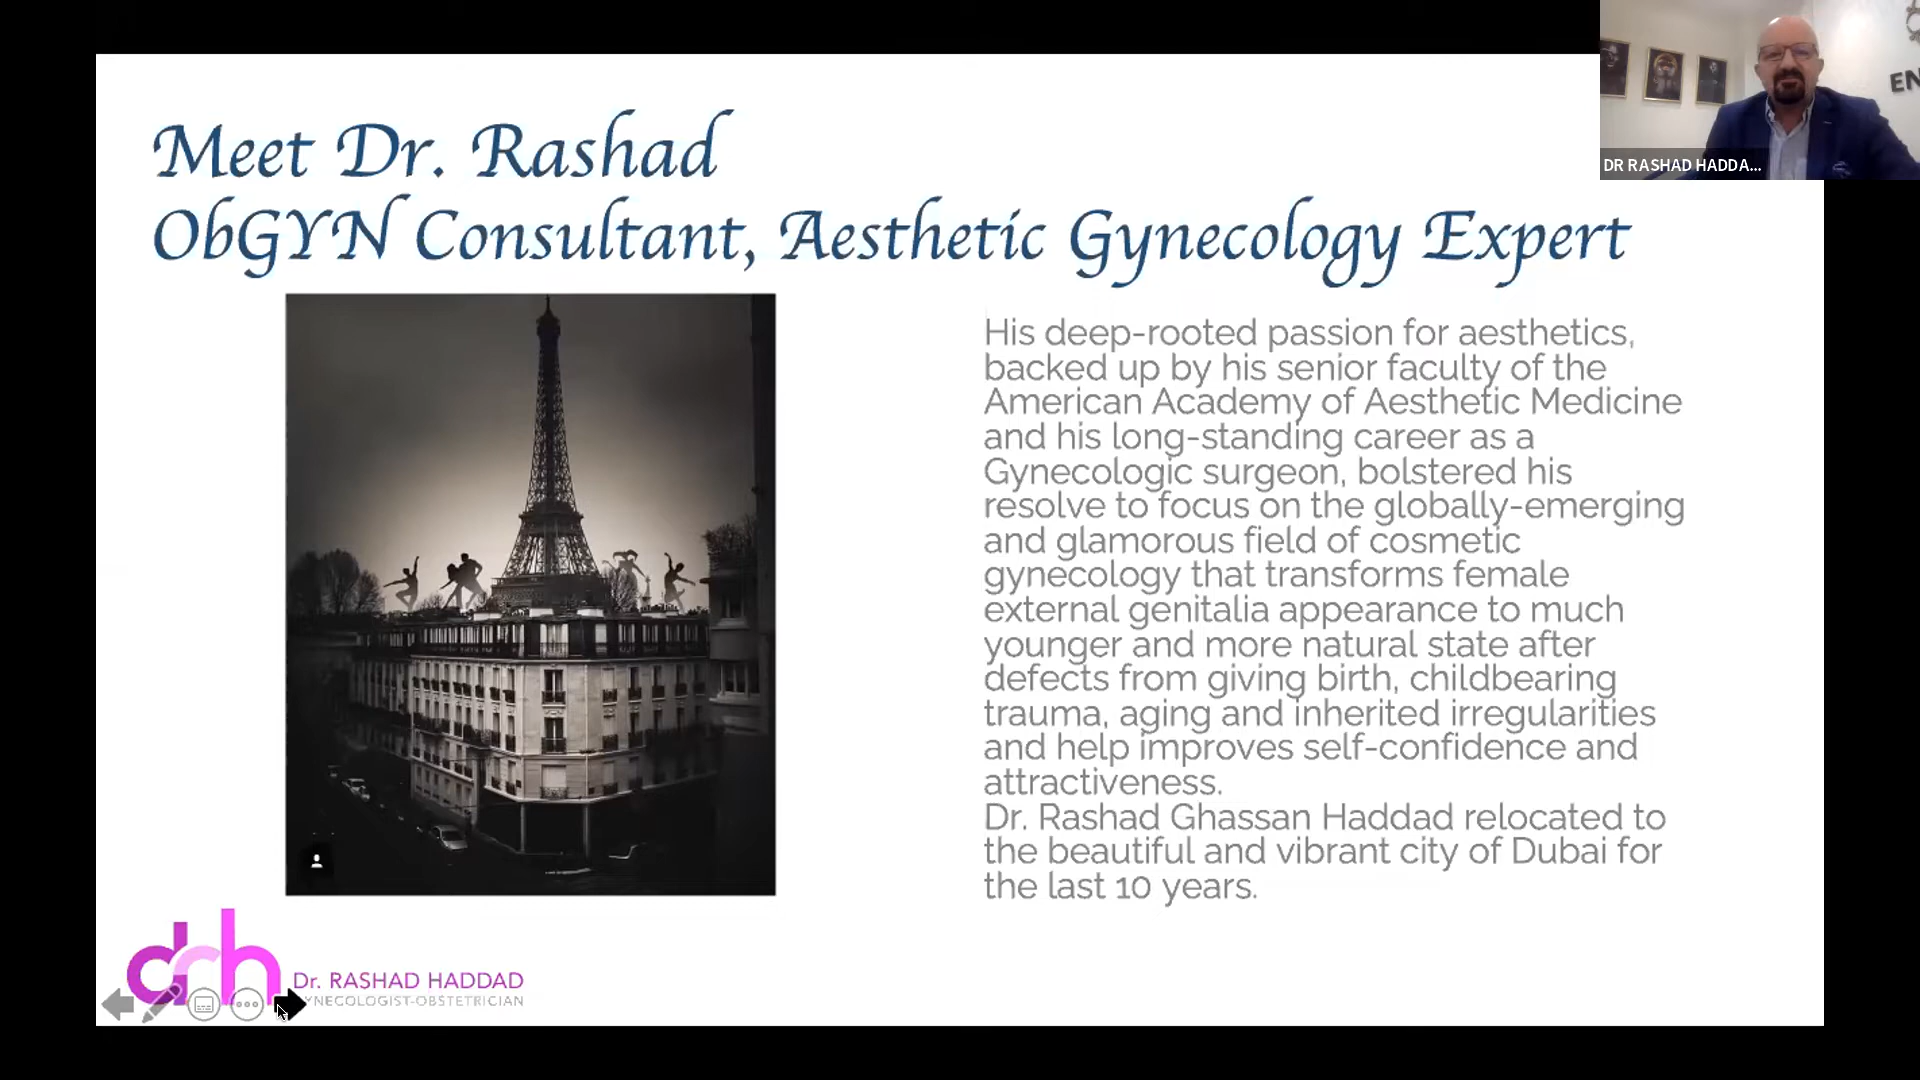 Meet Dr. Rashad
ObGYN Consultant, Aesthetic Gynecology Expert
EN
DR RASHAD HADDA...
His deep-rooted passion for aesthetics,
backed up by his senior faculty of the
American Academy of Aesthetic Medicine
and his long-standing career as a
Gynecologic surgeon, bolstered his
resolve to focus on the globally-emerging
and glamorous field of cosmetic
gynecology that transforms female
external genitalia appearance to much
younger and more natural state after
defects from giving birth, childbearing
trauma, aging and inherited irregularities
and help improves self-confidence and
attractiveness.
Dr. Rashad Ghassan Haddad relocated to
the beautiful and vibrant city of Dubai for
the last 10 years.
drh
Dr. RASHAD HADDAD
YNECOLOGIST-OBSTETRICIAN